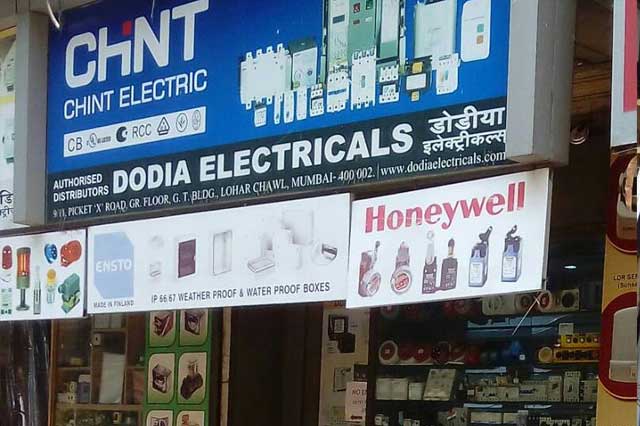 CHNT
CHINT ELECTRIC
CB RCC
AUTHORISED
DISTRIBUTORS
DODIA ELECTRICALS
डोडीया
इलेक्ट्रीकल्स
9/11, PICKET 'X' ROAD, GR. FLOOR, G. T. BLDG., LOHAR CHAWL, MUMBAI- 400 002. www.dodiaelectricals.com
ENSTO
MADE IN FINLAND
IP 66.67 WEATHER PROOF & WATER PROOF BOXES
Honeywell